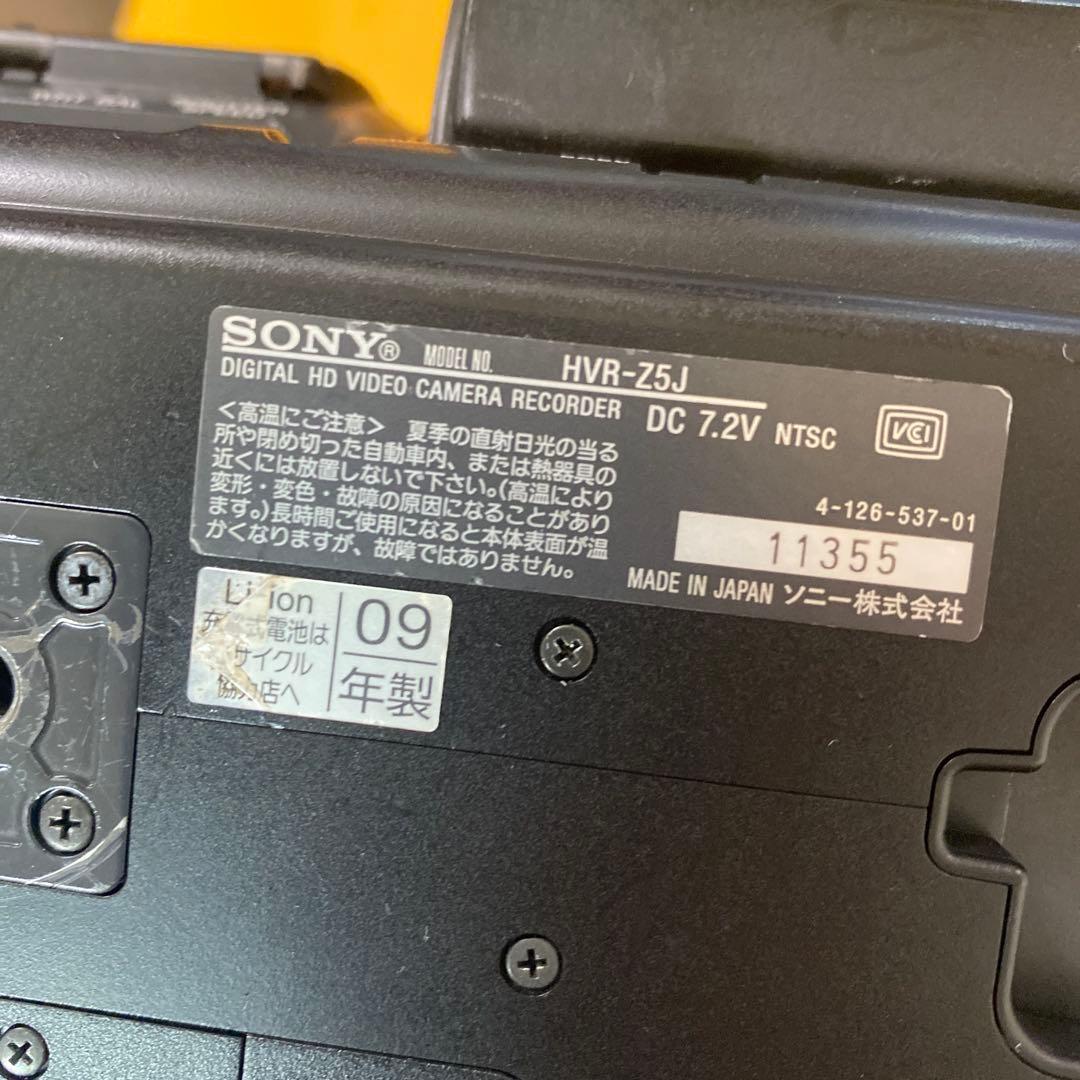 SONY® MODEL NO. HVR-Z5J
DIGITAL HD VIDEO CAMERA RECORDER DC 7.2V NTSC
VCI
<高温にご注意> 夏季の直射日光の当る
所や閉め切った自動車内、または熱器具の
近くには放置しないで下さい。(高温により
変形・変色・故障の原因になることがあり
ます。)長時間ご使用になると本体表面が温
かくなりますが、故障ではありません。
4-126-537-01
11355
MADE IN JAPAN ソニー株式会社
Li-ion
充 式電池は
サイクル
協力店へ
09
年製